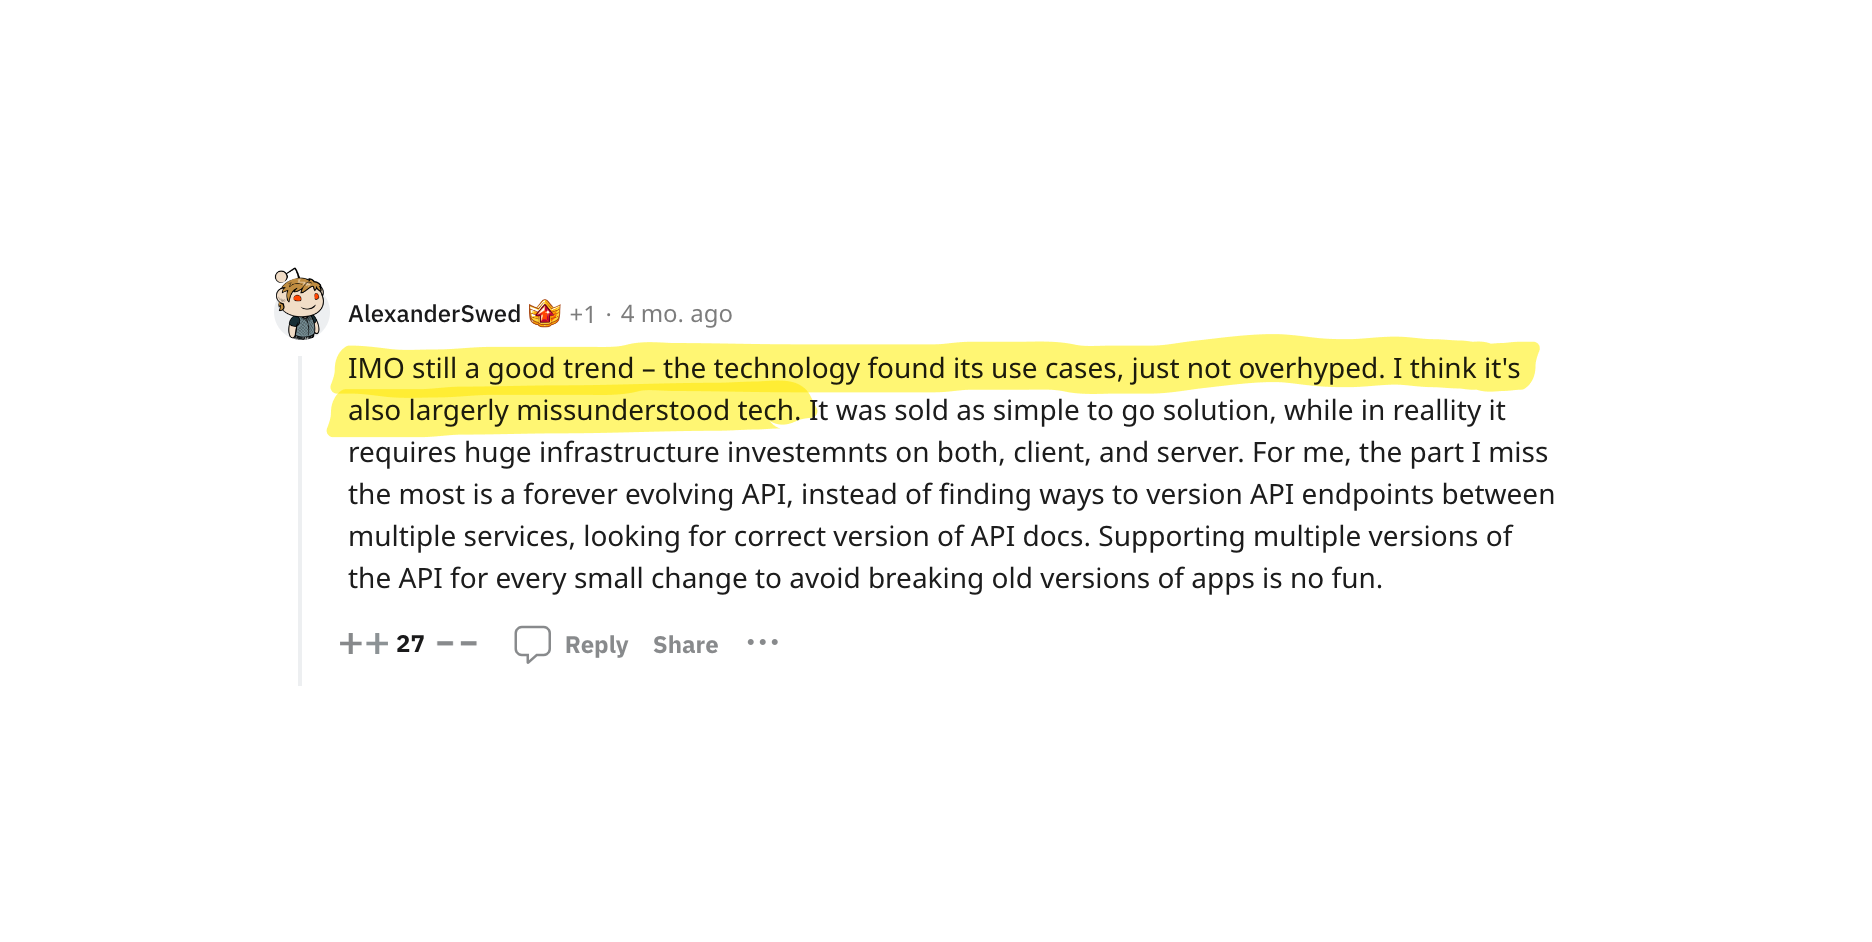 AlexanderSwed +1 · 4 mo. ago
IMO still a good trend – the technology found its use cases, just not overhyped. I think it's
also largerly missunderstood tech. It was sold as simple to go solution, while in reallity it
requires huge infrastructure investemnts on both, client, and server. For me, the part I miss
the most is a forever evolving API, instead of finding ways to version API endpoints between
multiple services, looking for correct version of API docs. Supporting multiple versions of
the API for every small change to avoid breaking old versions of apps is no fun.
++ 27 −− Reply Share ···